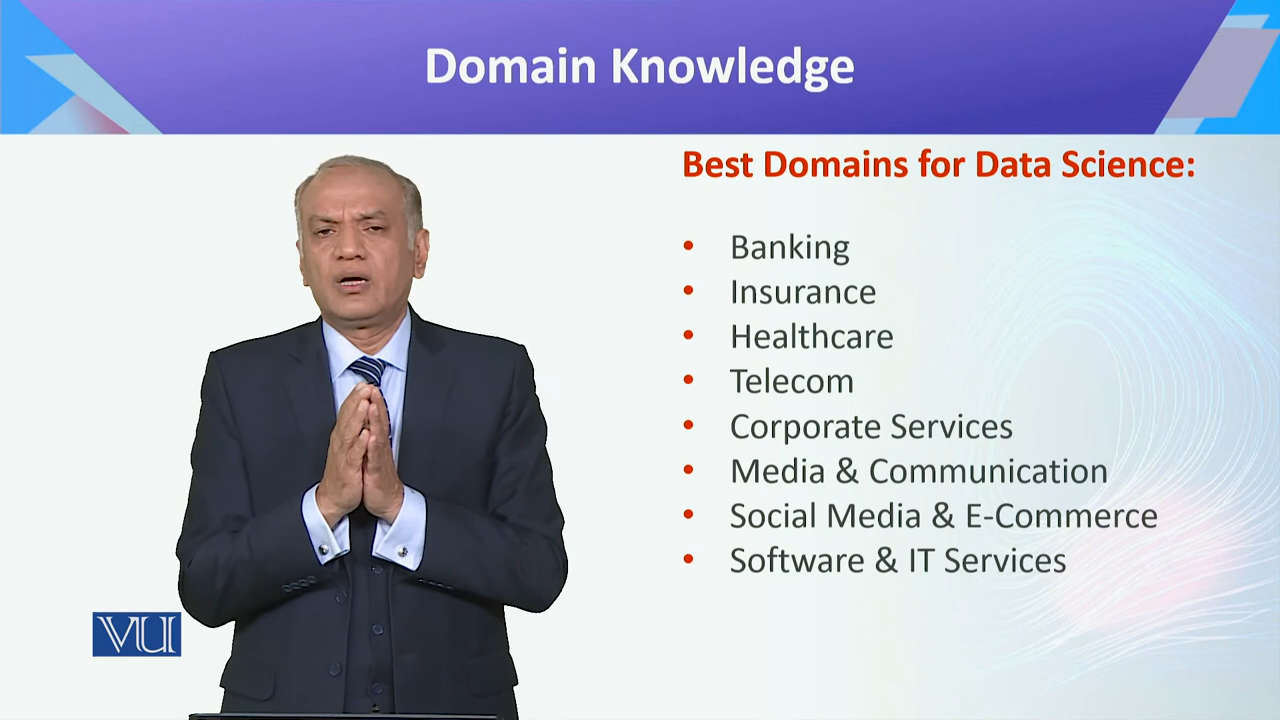 Domain Knowledge
Best Domains for Data Science:
• Banking
• Insurance
• Healthcare
• Telecom
• Corporate Services
• Media & Communication
• Social Media & E-Commerce
• Software & IT Services
VU